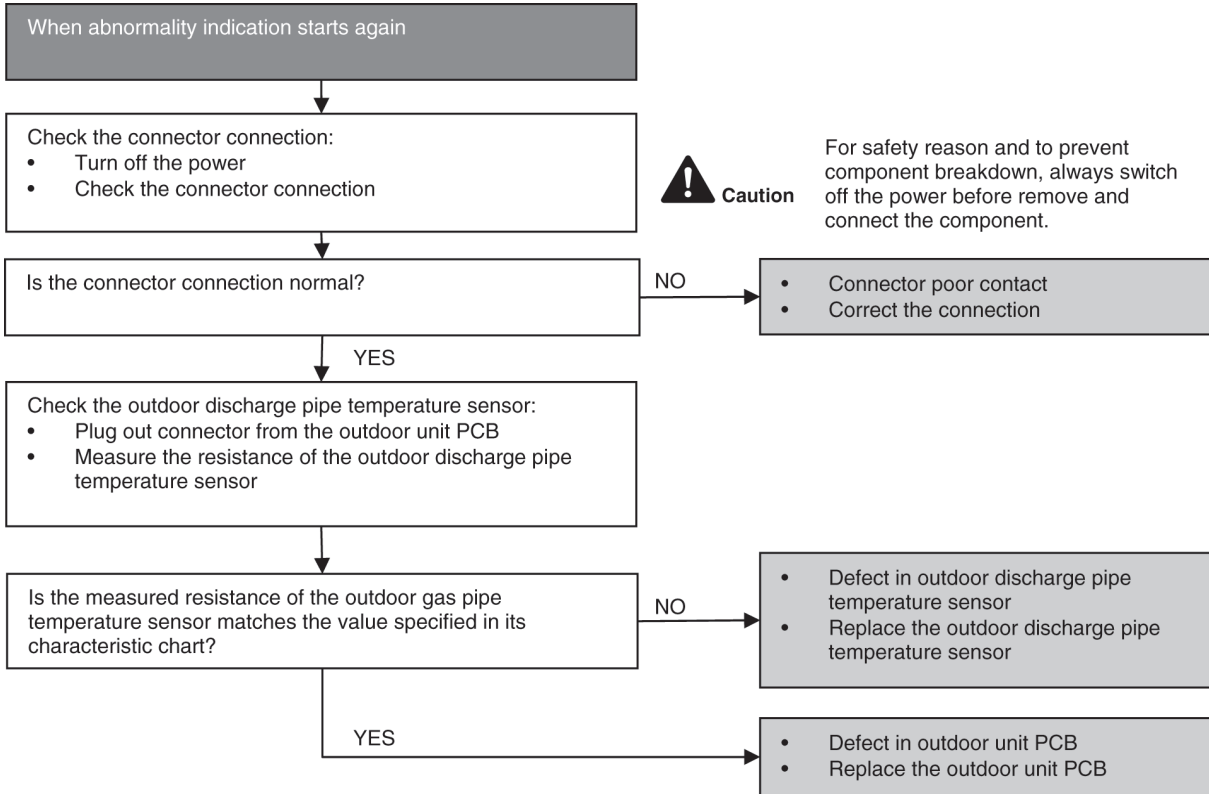 When abnormality indication starts again
Check the connector connection:
• Turn off the power
• Check the connector connection
Caution
For safety reason and to prevent
component breakdown, always switch
off the power before remove and
connect the component.
Is the connector connection normal?
NO
• Connector poor contact
• Correct the connection
YES
Check the outdoor discharge pipe temperature sensor:
• Plug out connector from the outdoor unit PCB
• Measure the resistance of the outdoor discharge pipe
temperature sensor
Is the measured resistance of the outdoor gas pipe
temperature sensor matches the value specified in its
characteristic chart?
NO
• Defect in outdoor discharge pipe
temperature sensor
• Replace the outdoor discharge pipe
temperature sensor
YES
• Defect in outdoor unit PCB
• Replace the outdoor unit PCB